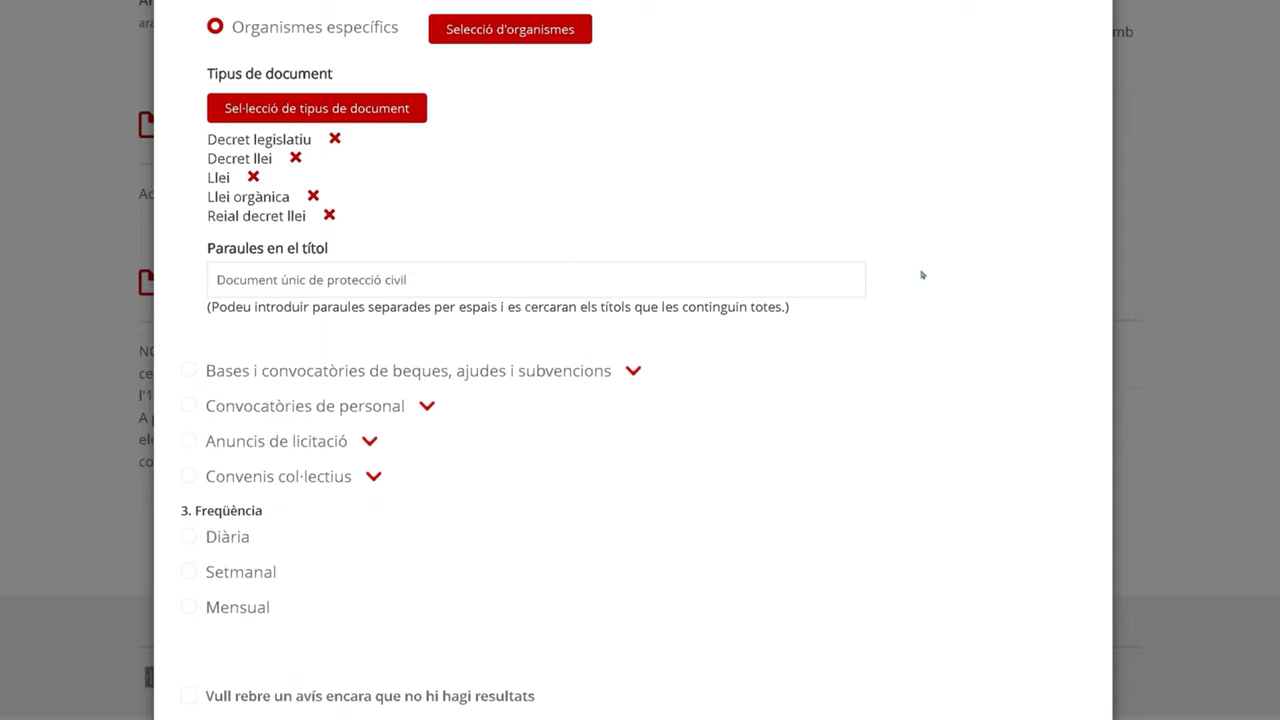 Organismes específics
Selecció d'organismes
Tipus de document
Sel·lecció de tipus de document
Decret legislatiu
Decret llei
Llei
Llei orgànica
Reial decret llei
Paraules en el títol
Document únic de protecció civil
(Podeu introduir paraules separades per espais i es cercaran els títols que les continguin totes.)
Bases i convocatòries de beques, ajudes i subvencions
Convocatòries de personal
Anuncis de licitació
Convenis col·lectius
3. Freqüència
Diària
Setmanal
Mensual
Vull rebre un avís encara que no hi hagi resultats